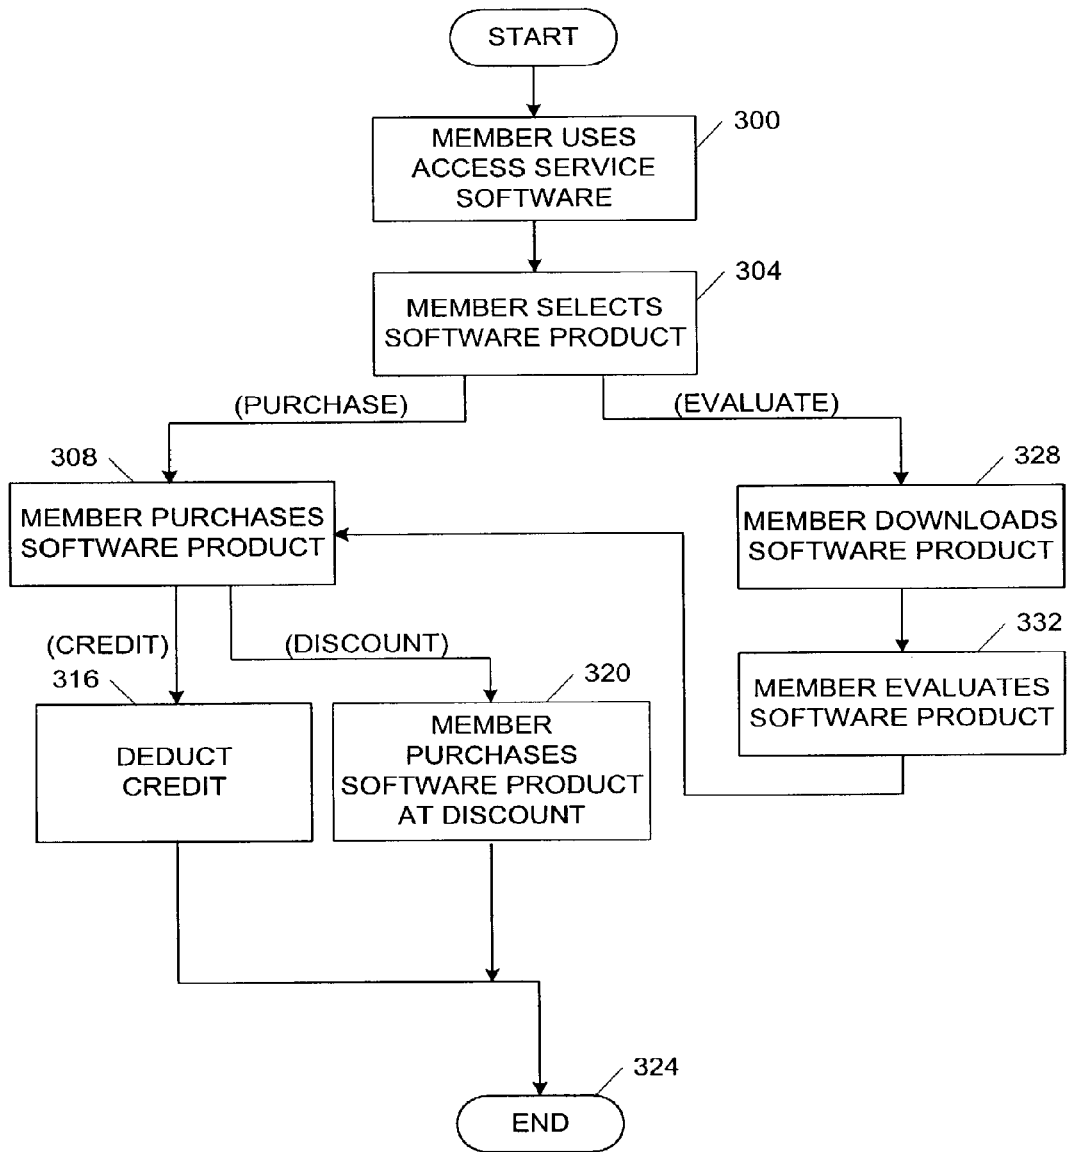 START
300
MEMBER USES
ACCESS SERVICE
SOFTWARE
304
MEMBER SELECTS
SOFTWARE PRODUCT
(PURCHASE)
(EVALUATE)
308
328
MEMBER PURCHASES
SOFTWARE PRODUCT
MEMBER DOWNLOADS
SOFTWARE PRODUCT
(CREDIT)
(DISCOUNT)
332
316
320
MEMBER EVALUATES
SOFTWARE PRODUCT
DEDUCT
CREDIT
MEMBER
PURCHASES
SOFTWARE PRODUCT
AT DISCOUNT
324
END